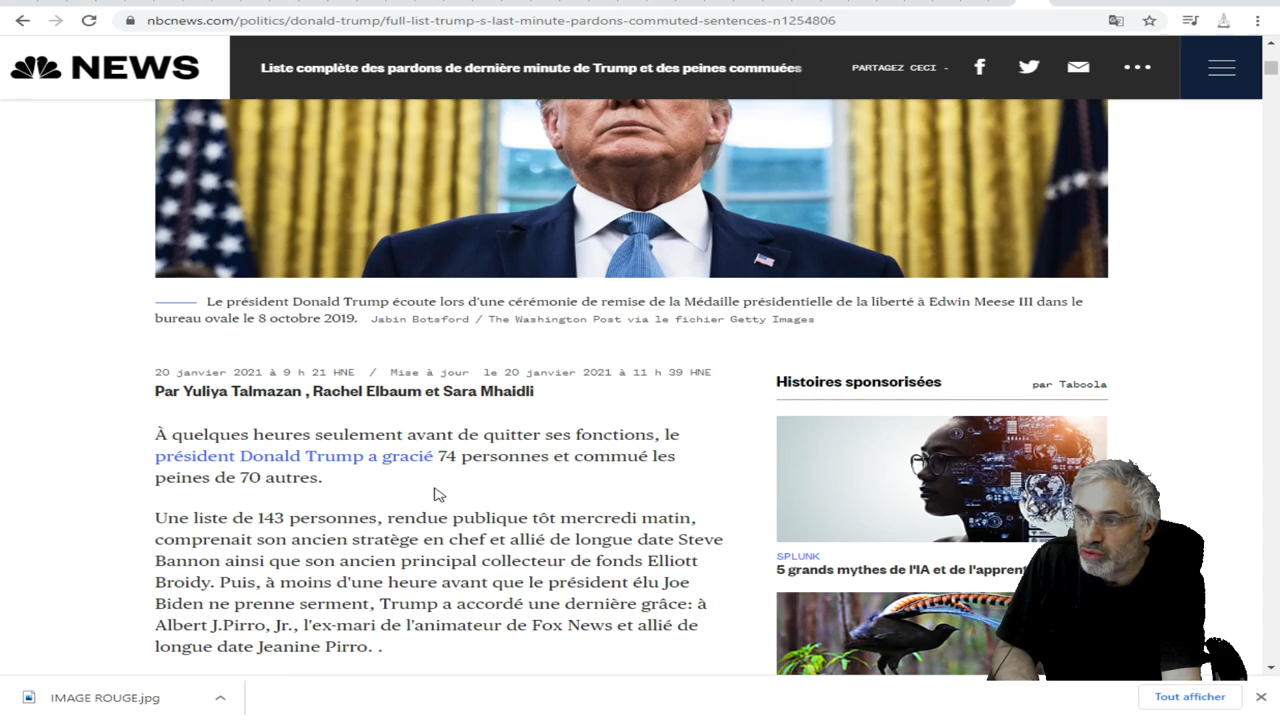 nbcnews.com/politics/donald-trump/full-list-trump-s-last-minute-pardons-commuted-sentences-n1254806
NEWS
Liste complète des pardons de dernière minute de Trump et des peines commuées
PARTAGEZ CECI -
Le président Donald Trump écoute lors d'une cérémonie de remise de la Médaille présidentielle de la liberté à Edwin Meese III dans le
bureau ovale le 8 octobre 2019. Jabin Botsford / The Washington Post via le fichier Getty Images
20 janvier 2021 à 9 h 21 HNE / Mise à jour le 20 janvier 2021 à 11 h 39 HNE
Par Yuliya Talmazan , Rachel Elbaum et Sara Mhaidli
À quelques heures seulement avant de quitter ses fonctions, le
président Donald Trump a gracié 74 personnes et commué les
peines de 70 autres.
Une liste de 143 personnes, rendue publique tôt mercredi matin,
comprenait son ancien stratège en chef et allié de longue date Steve
Bannon ainsi que son ancien principal collecteur de fonds Elliott
Broidy. Puis, à moins d'une heure avant que le président élu Joe
Biden ne prenne serment, Trump a accordé une dernière grâce: à
Albert J.Pirro, Jr., l'ex-mari de l'animateur de Fox News et allié de
longue date Jeanine Pirro. .
Histoires sponsorisées
par Taboola
SPLUNK
5 grands mythes de l'IA et de
IMAGE ROUGE.jpg
Tout afficher